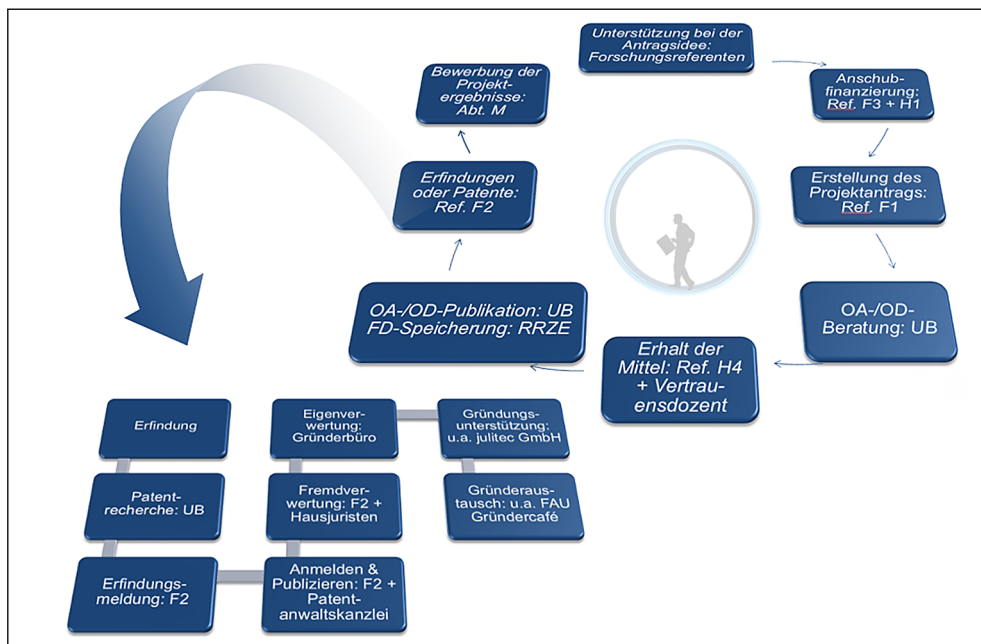 Unterstützung bei der
Antragsidee:
Forschungsreferenten
Anschub-
finanzierung:
Ref. F3 + H1
Erstellung des
Projektantrags:
Ref. F1
OA-/OD-
Beratung: UB
Erhalt der
Mittel: Ref. H4
+ Vertrau-
ensdozent
OA-/OD-Publikation: UB
FD-Speicherung: RRZE
Erfindungen
oder Patente:
Ref. F2
Bewerbung der
Projekt-
ergebnisse:
Abt. M
Erfindung
Patent-
recherche: UB
Erfindungs-
meldung: F2
Anmelden &
Publizieren: F2 +
Patent-
anwaltskanzlei
Fremdver-
wertung: F2 +
Hausjuristen
Eigenver-
wertung:
Gründerbüro
Gründungs-
unterstützung:
u.a. julitec GmbH
Gründeraus-
tausch: u.a. FAU
Gründercafé